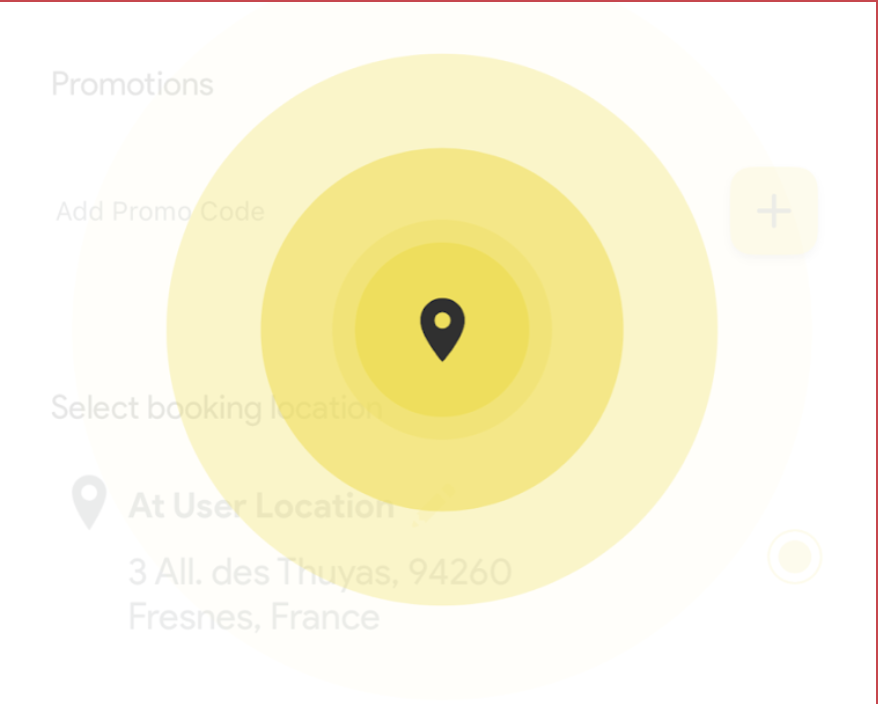 Promotions
Add Promo Code
Select booking location
At User Location
3 All. des Thuyas, 94260
Fresnes, France